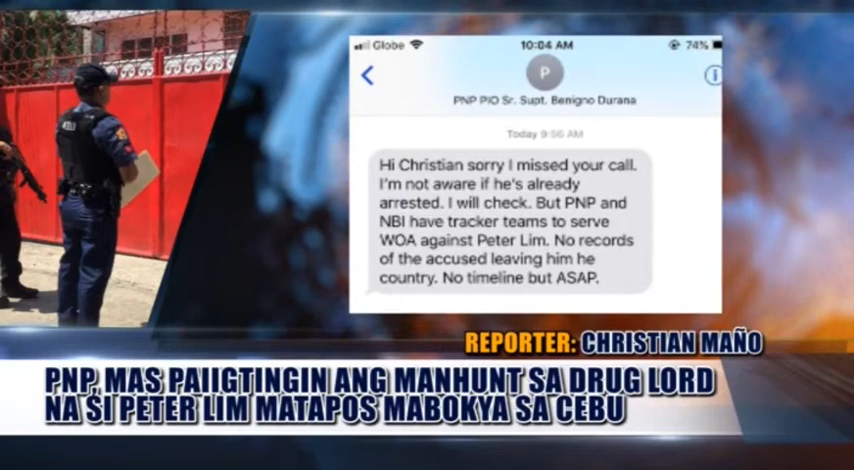 Globe 10:04 AM 74%
P
PNP PIO Sr. Supt. Benigno Durana
Today 9:56 AM
Hi Christian sorry I missed your call.
I'm not aware if he's already
arrested. I will check. But PNP and
NBI have tracker teams to serve
WOA against Peter Lim. No records
of the accused leaving him he
country. No timeline but ASAP.
REPORTER: CHRISTIAN MAÑO
PNP, MAS PAIIGTINGIN ANG MANHUNT SA DRUG LORD
NA SI PETER LIM MATAPOS MABOKYA SA CEBU